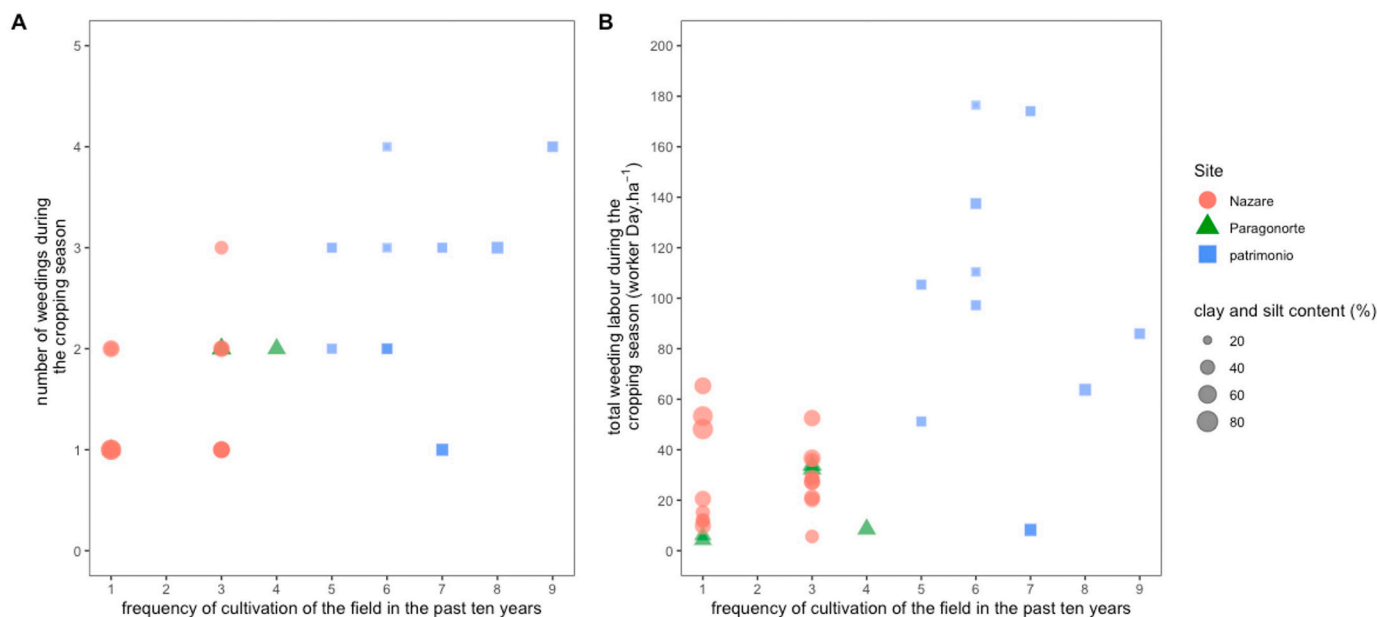 A
number of weedings during
the cropping season
5
4
3
2
1
0
1 2 3 4 5 6 7 8 9
frequency of cultivation of the field in the past ten years
B
total weeding labour during the
cropping season (worker Day.ha⁻¹)
200
180
160
140
120
100
80
60
40
20
0
1 2 3 4 5 6 7 8 9
frequency of cultivation of the field in the past ten years
Site
Nazare
Paragonorte
patrimonio
clay and silt content (%)
20
40
60
80